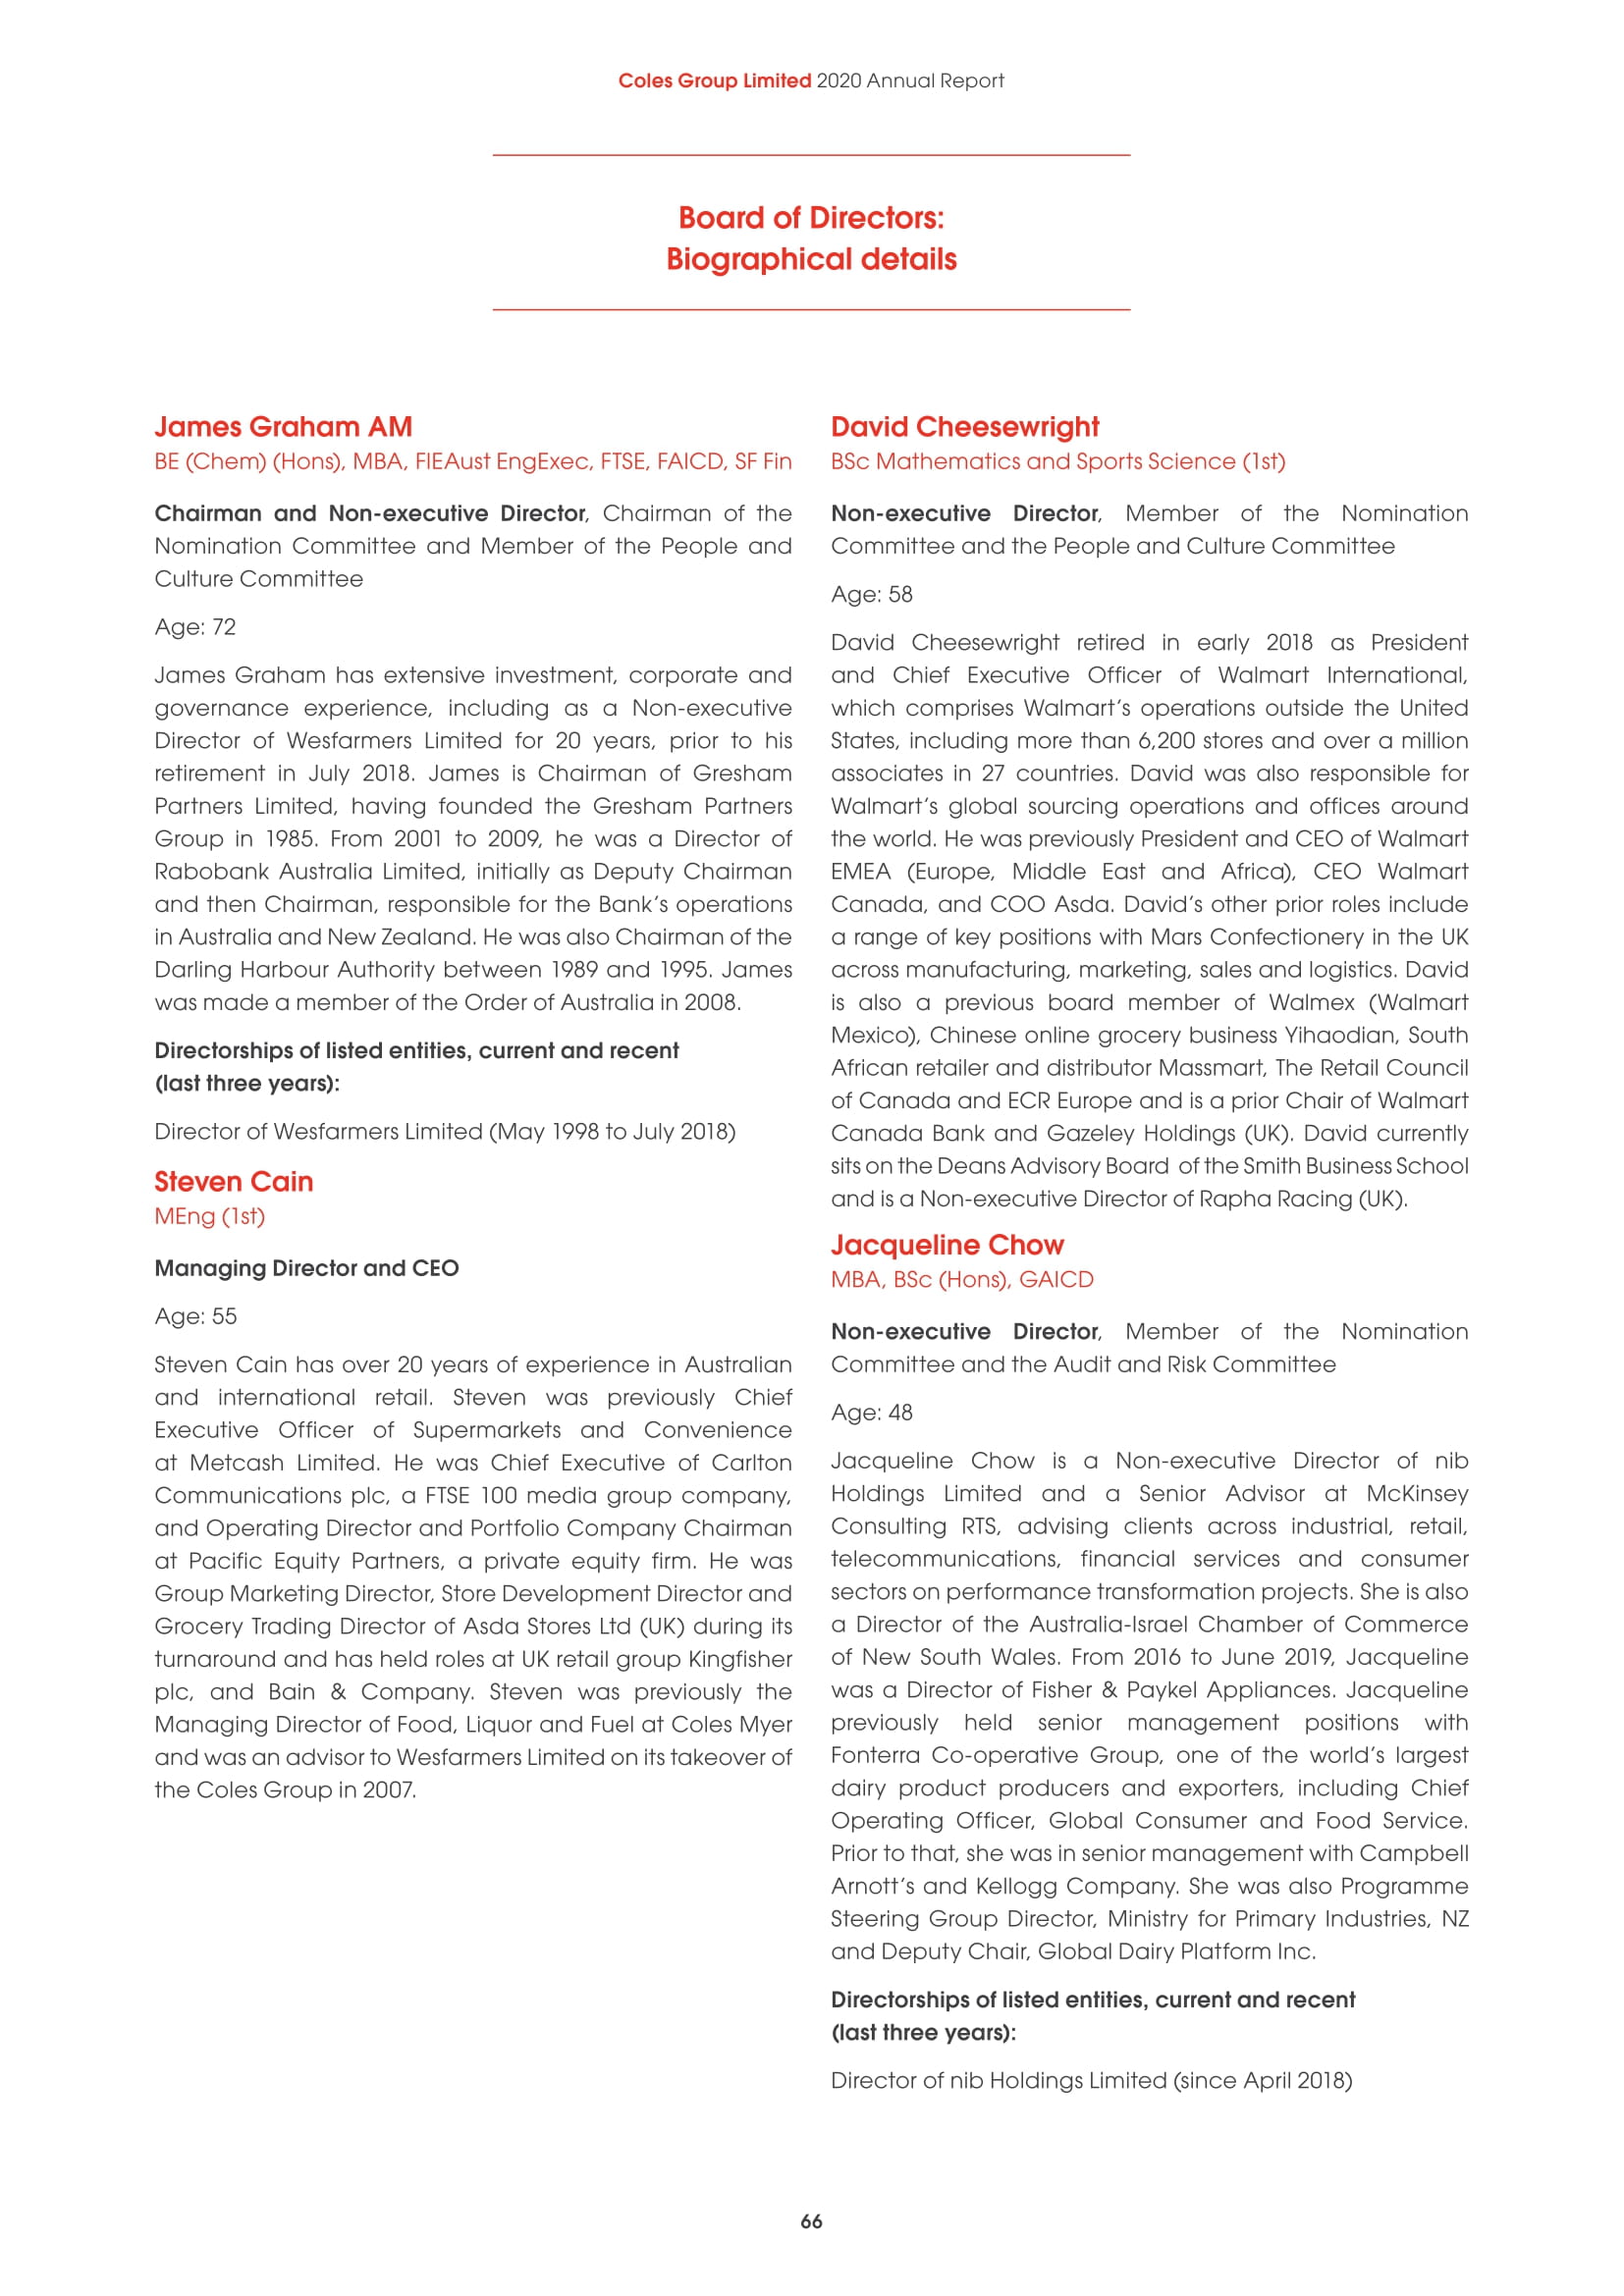 Coles Group Limited 2020 Annual Report
Board of Directors:
Biographical details
James Graham AM
BE (Chem) (Hons), MBA, FIEAust EngExec, FTSE, FAICD, SF Fin
Chairman and Non-executive Director, Chairman of the
Nomination Committee and Member of the People and
Culture Committee
Age: 72
James Graham has extensive investment, corporate and
governance experience, including as a Non-executive
Director of Wesfarmers Limited for 20 years, prior to his
retirement in July 2018. James is Chairman of Gresham
Partners Limited, having founded the Gresham Partners
Group in 1985. From 2001 to 2009, he was a Director of
Rabobank Australia Limited, initially as Deputy Chairman
and then Chairman, responsible for the Bank's operations
in Australia and New Zealand. He was also Chairman of the
Darling Harbour Authority between 1989 and 1995. James
was made a member of the Order of Australia in 2008.
Directorships of listed entities, current and recent
(last three years):
Director of Wesfarmers Limited (May 1998 to July 2018)
Steven Cain
MEng (1st)
Managing Director and CEO
Age: 55
Steven Cain has over 20 years of experience in Australian
and international retail. Steven was previously Chief
Executive Officer of Supermarkets and Convenience
at Metcash Limited. He was Chief Executive of Carlton
Communications plc, a FTSE 100 media group company,
and Operating Director and Portfolio Company Chairman
at Pacific Equity Partners, a private equity firm. He was
Group Marketing Director, Store Development Director and
Grocery Trading Director of Asda Stores Ltd (UK) during its
turnaround and has held roles at UK retail group Kingfisher
plc, and Bain & Company. Steven was previously the
Managing Director of Food, Liquor and Fuel at Coles Myer
and was an advisor to Wesfarmers Limited on its takeover of
the Coles Group in 2007.
David Cheesewright
BSc Mathematics and Sports Science (1st)
Non-executive Director, Member of the Nomination
Committee and the People and Culture Committee
Age: 58
David Cheesewright retired in early 2018 as President
and Chief Executive Officer of Walmart International,
which comprises Walmart's operations outside the United
States, including more than 6,200 stores and over a million
associates in 27 countries. David was also responsible for
Walmart's global sourcing operations and offices around
the world. He was previously President and CEO of Walmart
EMEA (Europe, Middle East and Africa), CEO Walmart
Canada, and COO Asda. David's other prior roles include
a range of key positions with Mars Confectionery in the UK
across manufacturing, marketing, sales and logistics. David
is also a previous board member of Walmex (Walmart
Mexico), Chinese online grocery business Yihaodian, South
African retailer and distributor Massmart, The Retail Council
of Canada and ECR Europe and is a prior Chair of Walmart
Canada Bank and Gazeley Holdings (UK). David currently
sits on the Deans Advisory Board of the Smith Business School
and is a Non-executive Director of Rapha Racing (UK).
Jacqueline Chow
MBA, BSc (Hons), GAICD
Non-executive Director, Member of the Nomination
Committee and the Audit and Risk Committee
Age: 48
Jacqueline Chow is a Non-executive Director of nib
Holdings Limited and a Senior Advisor at McKinsey
Consulting RTS, advising clients across industrial, retail,
telecommunications, financial services and consumer
sectors on performance transformation projects. She is also
a Director of the Australia-Israel Chamber of Commerce
of New South Wales. From 2016 to June 2019, Jacqueline
was a Director of Fisher & Paykel Appliances. Jacqueline
previously held senior management positions with
Fonterra Co-operative Group, one of the world's largest
dairy product producers and exporters, including Chief
Operating Officer, Global Consumer and Food Service.
Prior to that, she was in senior management with Campbell
Arnott's and Kellogg Company. She was also Programme
Steering Group Director, Ministry for Primary Industries, NZ
and Deputy Chair, Global Dairy Platform Inc.
Directorships of listed entities, current and recent
(last three years):
Director of nib Holdings Limited (since April 2018)
66